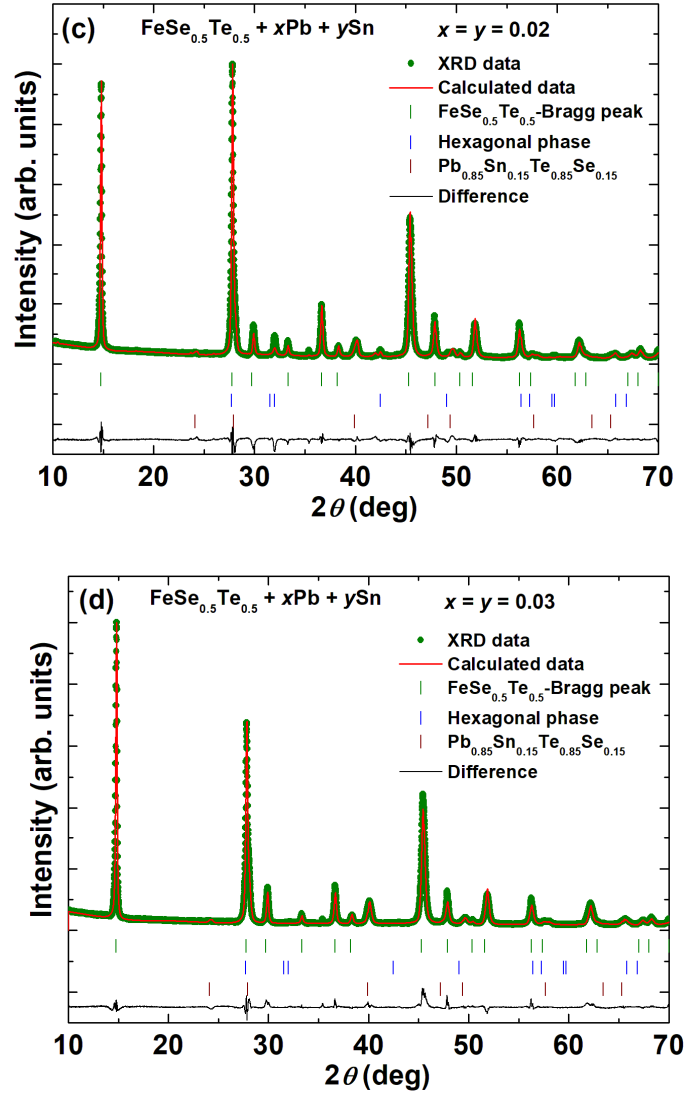 (c) FeSe0.5Te0.5 + xPb + ySn x = y = 0.02
XRD data
Calculated data
FeSe0.5Te0.5-Bragg peak
Hexagonal phase
Pb0.85Sn0.15Te0.85Se0.15
Difference
Intensity (arb. units)
10 20 30 40 50 60 70
2θ (deg)
(d) FeSe0.5Te0.5 + xPb + ySn x = y = 0.03
XRD data
Calculated data
FeSe0.5Te0.5-Bragg peak
Hexagonal phase
Pb0.85Sn0.15Te0.85Se0.15
Difference
Intensity (arb. units)
10 20 30 40 50 60 70
2θ (deg)